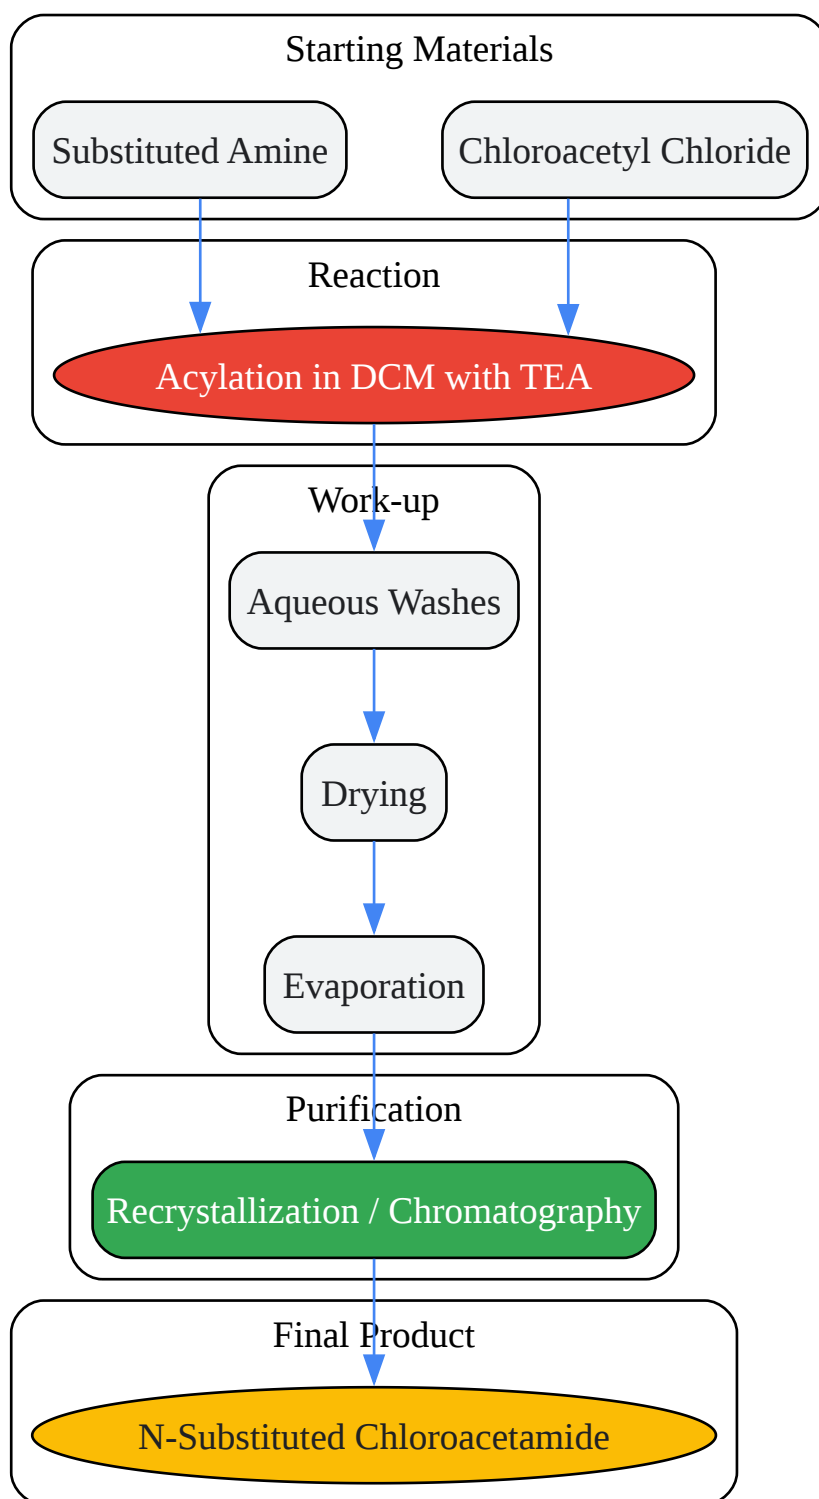 Starting Materials
Substituted Amine
Chloroacetyl Chloride
Reaction
Acylation in DCM with TEA
Work-up
Aqueous Washes
Drying
Evaporation
Purification
Recrystallization / Chromatography
Final Product
N-Substituted Chloroacetamide